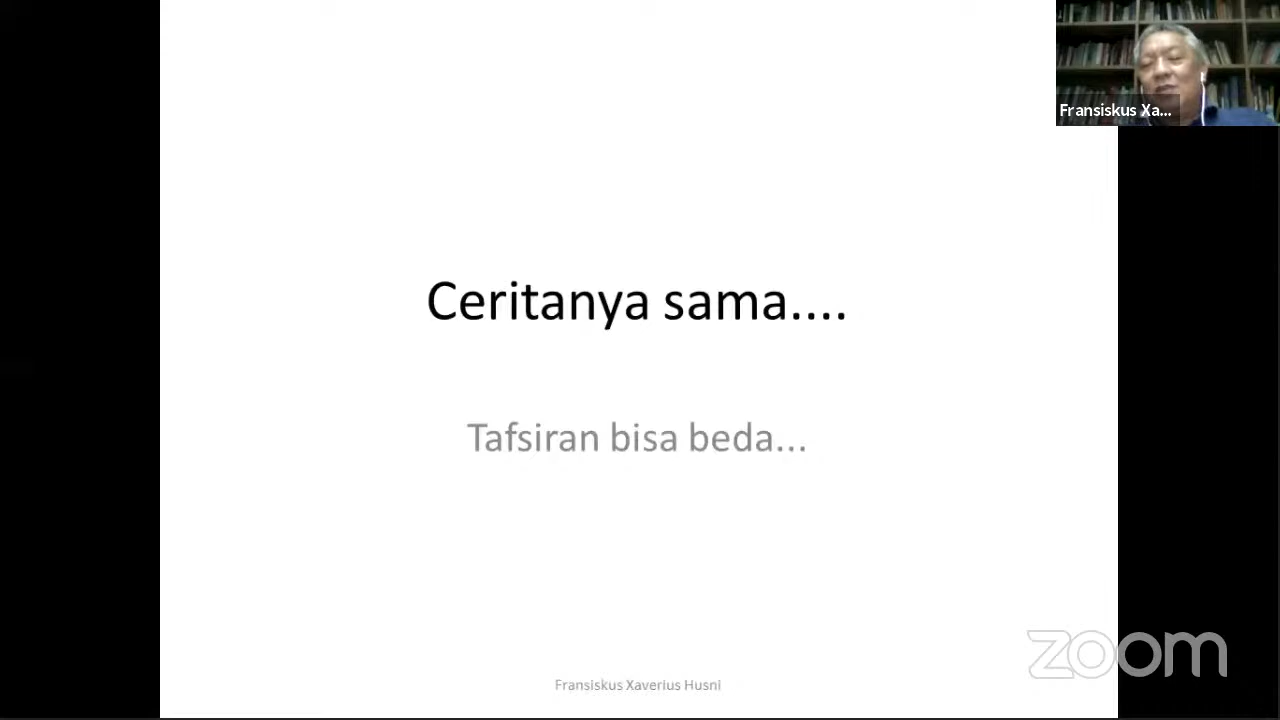 Fransiskus Xa...
Ceritanya sama....
Tafsiran bisa beda...
zoom
Fransiskus Xaverius Husni